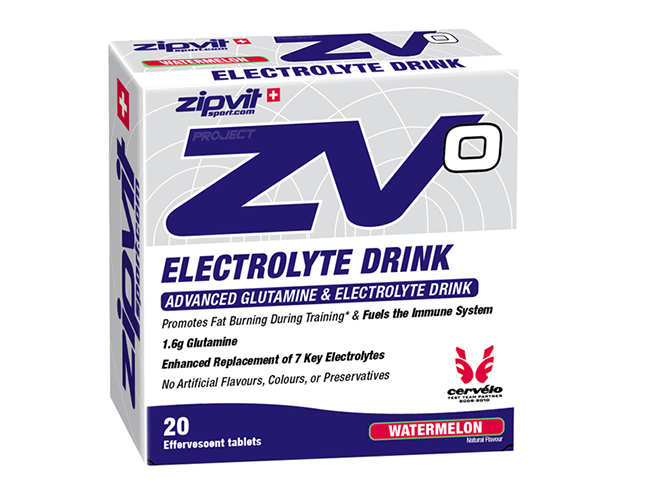 zipvit
sport.com
ZV0
WATERMELON
ELECTROLYTE DRINK
zipvit
sport.com
PROJECT
ZV0
ELECTROLYTE DRINK
ADVANCED GLUTAMINE & ELECTROLYTE DRINK
Promotes Fat Burning During Training* & Fuels the Immune System
1.6g Glutamine
Enhanced Replacement of 7 Key Electrolytes
No Artificial Flavours, Colours, or Preservatives
cervélo
TEST TEAM PARTNER
2009-2010
20
Effervescent tablets
WATERMELON
Natural Flavour
zipvit
sport.com